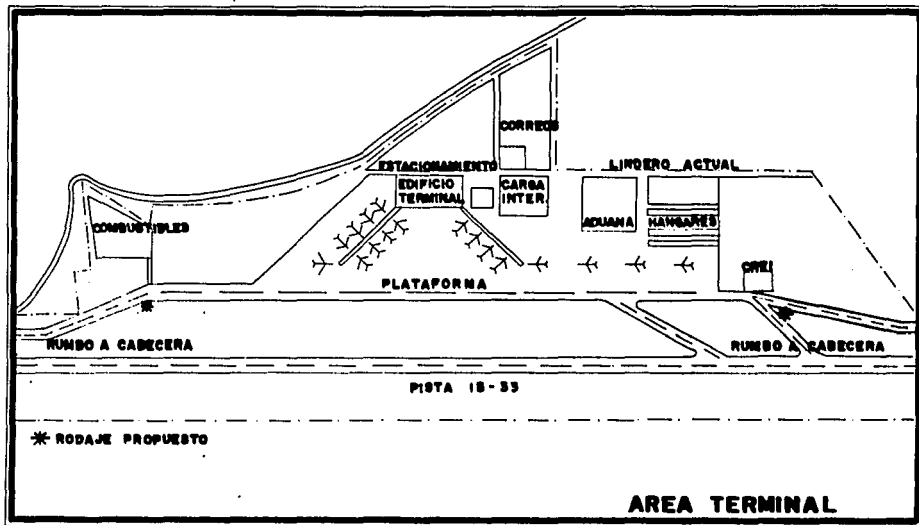 CORREOS
ESTACIONAMIENTO
LINDERO ACTUAL
EDIFICIO
TERMINAL
CARGA
INTER.
ADUANA
HANGARES
COMBUSTIBLES
CREI
PLATAFORMA
RUMBO A CABECERA
RUMBO A CABECERA
PISTA 15-33
RODAJE PROPUESTO
AREA TERMINAL